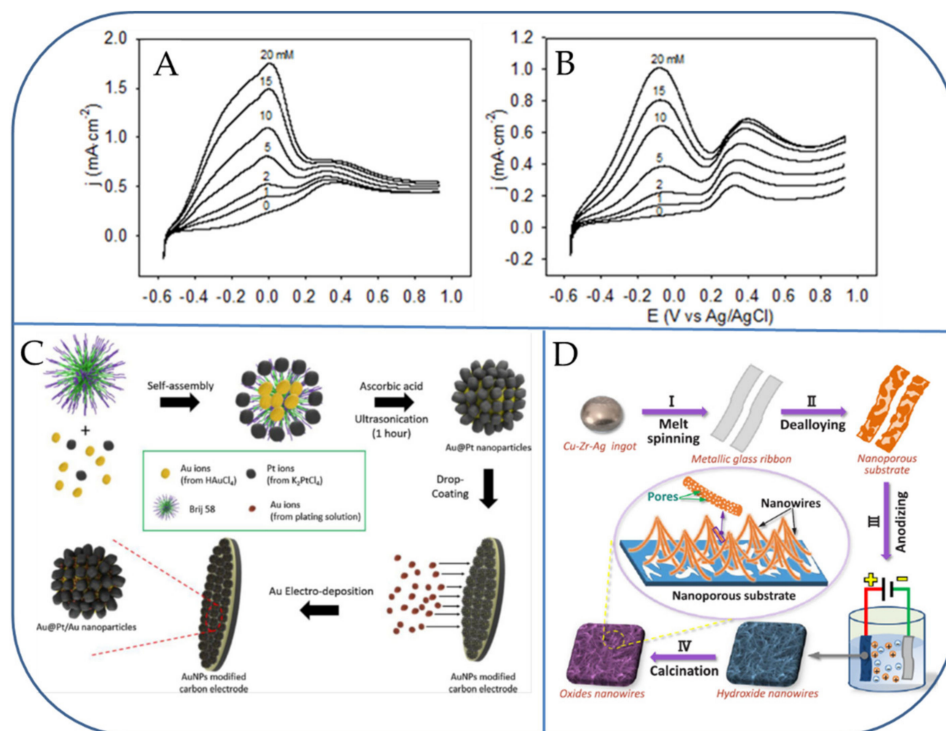 A
2.0
1.5
1.0
0.5
0.0
j (mA·cm⁻²)
20 mM
15
10
5
2
1
0
-0.6 -0.4 -0.2 0.0 0.2 0.4 0.6 0.8 1.0
B
1.2
1.0
0.8
0.6
0.4
0.2
0.0
-0.2
j (mA·cm⁻²)
20 mM
15
10
5
2
1
0
-0.6 -0.4 -0.2 0.0 0.2 0.4 0.6 0.8 1.0
E (V vs Ag/AgCl)
C
Self-assembly
Ascorbic acid
Ultrasonication
(1 hour)
Au@Pt nanoparticles
+
Au ions
(from HAuCl₄)
Pt ions
(from K₂PtCl₄)
Brij 58
Au ions
(from plating solution)
Drop-
Coating
Au Electro-deposition
Au@Pt/Au nanoparticles
AuNPs modified
carbon electrode
AuNPs modified
carbon electrode
D
Cu-Zr-Ag ingot
I
Melt
spinning
Metallic glass ribbon
II
Dealloying
Nanoporous
substrate
Pores
Nanowires
Nanoporous substrate
III
Anodizing
+ −
IV
Calcination
Oxides nanowires
Hydroxide nanowires